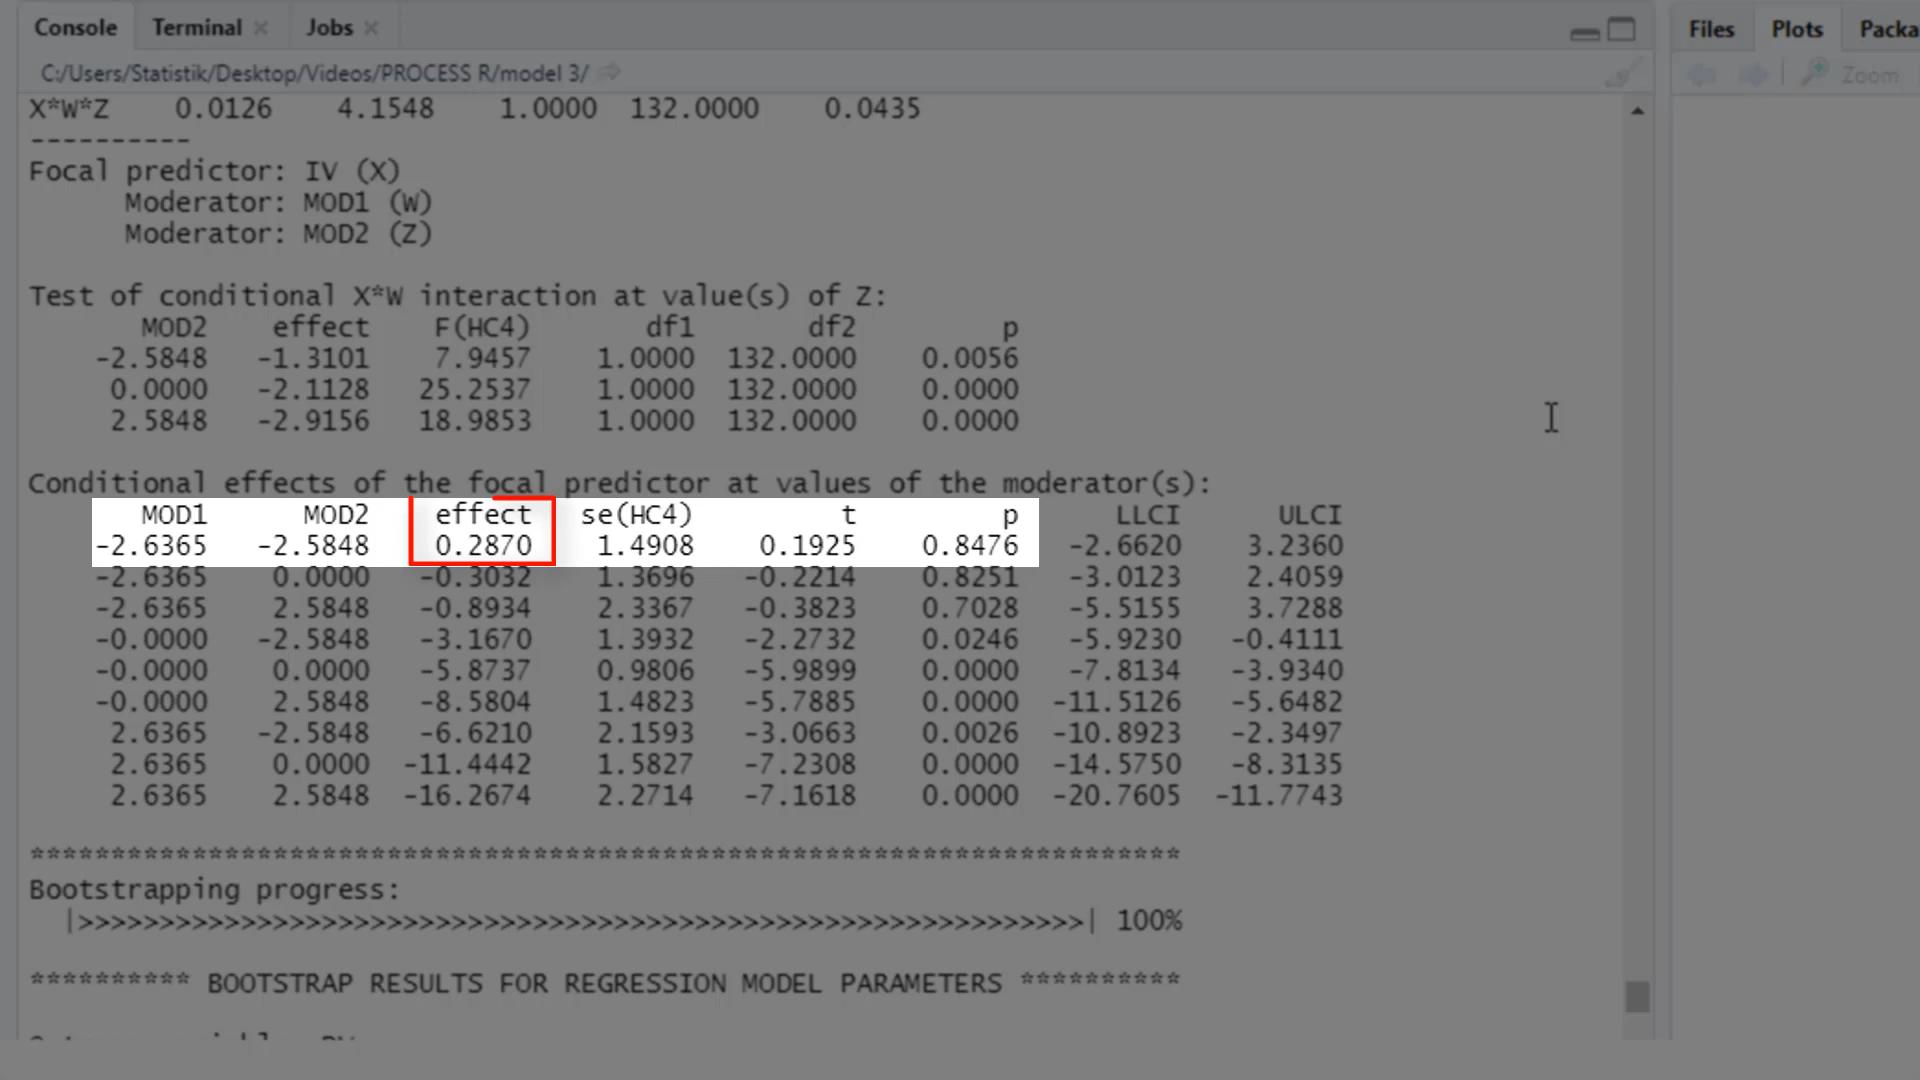 Console Terminal Jobs
Files Plots Packa
C:/Users/Statistik/Desktop/Videos/PROCESS R/model 3/
Zoom
X*W*Z 0.0126 4.1548 1.0000 132.0000 0.0435
----------
Focal predictor: IV (X)
Moderator: MOD1 (W)
Moderator: MOD2 (Z)
Test of conditional X*W interaction at value(s) of Z:
MOD2 effect F(HC4) df1 df2 p
-2.5848 -1.3101 7.9457 1.0000 132.0000 0.0056
0.0000 -2.1128 25.2537 1.0000 132.0000 0.0000
2.5848 -2.9156 18.9853 1.0000 132.0000 0.0000
Conditional effects of the focal predictor at values of the moderator(s):
MOD1 MOD2 effect se(HC4) t p LLCI ULCI
-2.6365 -2.5848 0.2870 1.4908 0.1925 0.8476 -2.6620 3.2360
-2.6365 0.0000 -0.3032 1.3696 -0.2214 0.8251 -3.0123 2.4059
-2.6365 2.5848 -0.8934 2.3367 -0.3823 0.7028 -5.5155 3.7288
-0.0000 -2.5848 -3.1670 1.3932 -2.2732 0.0246 -5.9230 -0.4111
-0.0000 0.0000 -5.8737 0.9806 -5.9899 0.0000 -7.8134 -3.9340
-0.0000 2.5848 -8.5804 1.4823 -5.7885 0.0000 -11.5126 -5.6482
2.6365 -2.5848 -6.6210 2.1593 -3.0663 0.0026 -10.8923 -2.3497
2.6365 0.0000 -11.4442 1.5827 -7.2308 0.0000 -14.5750 -8.3135
2.6365 2.5848 -16.2674 2.2714 -7.1618 0.0000 -20.7605 -11.7743
***********************************************************************
Bootstrapping progress:
|>>>>>>>>>>>>>>>>>>>>>>>>>>>>>>>>>>>>>>>>>>>>>>>>>>>>>>>>>>>>>>| 100%
********** BOOTSTRAP RESULTS FOR REGRESSION MODEL PARAMETERS **********